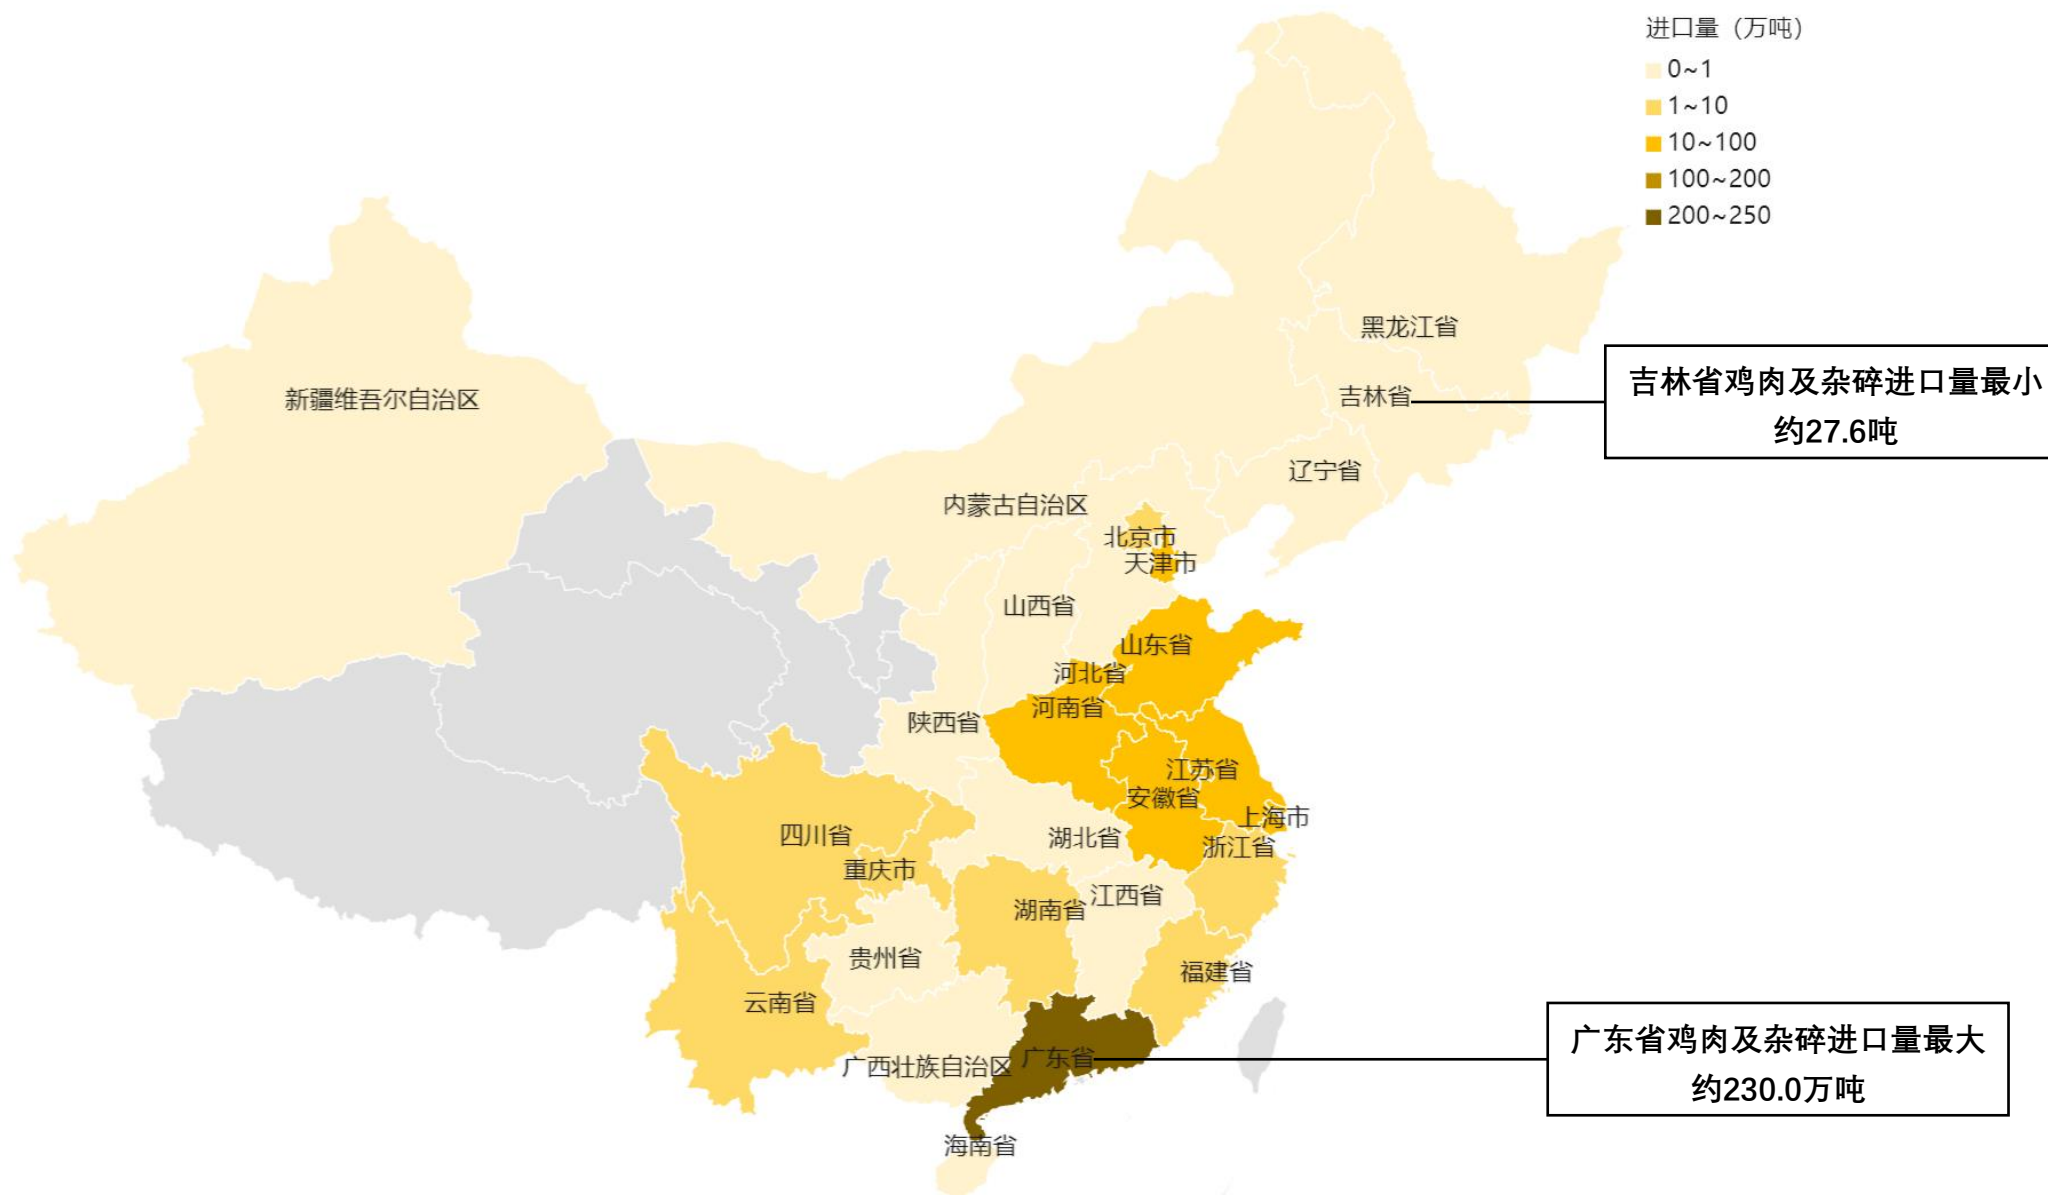 进口量（万吨）
0~1
1~10
10~100
100~200
200~250
黑龙江省
吉林省鸡肉及杂碎进口量最小
约27.6吨
吉林省
新疆维吾尔自治区
辽宁省
内蒙古自治区
北京市
天津市
山西省
山东省
河北省
河南省
陕西省
江苏省
安徽省
上海市
四川省
湖北省
浙江省
重庆市
江西省
湖南省
贵州省
福建省
云南省
广东省鸡肉及杂碎进口量最大
约230.0万吨
广西壮族自治区
广东省
海南省